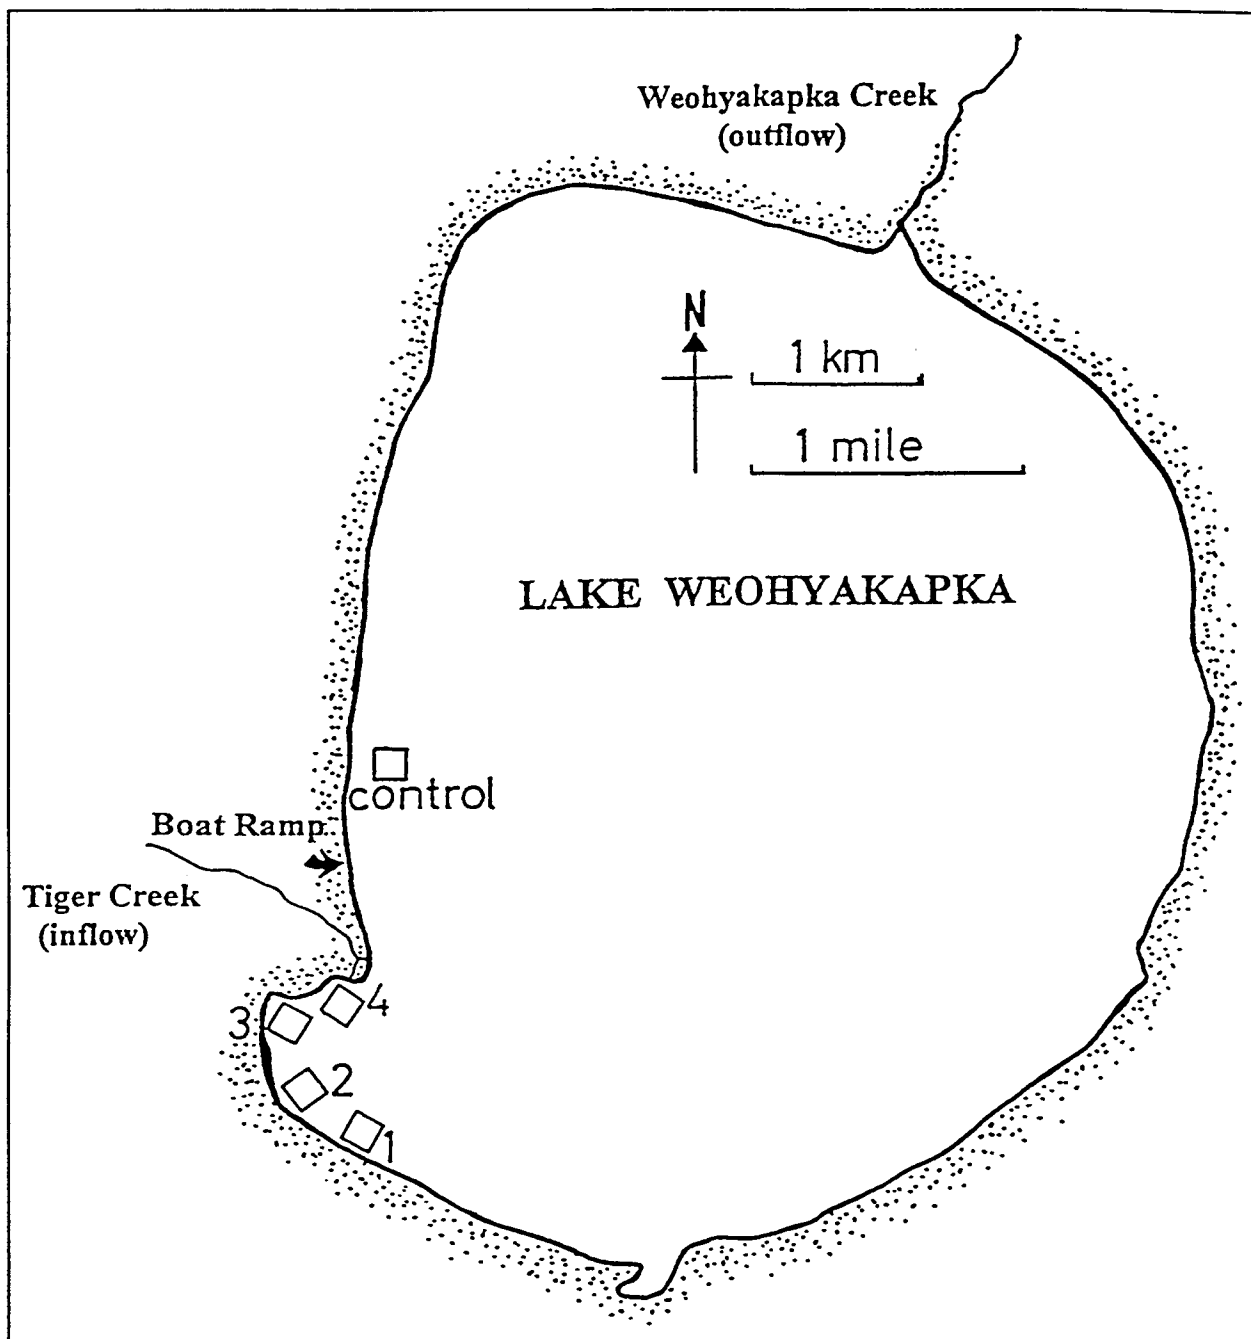 Weohyakapka Creek
(outflow)
N
1 km
1 mile
LAKE WEOHYAKAPKA
control
Boat Ramp
Tiger Creek
(inflow)
4
3
2
1